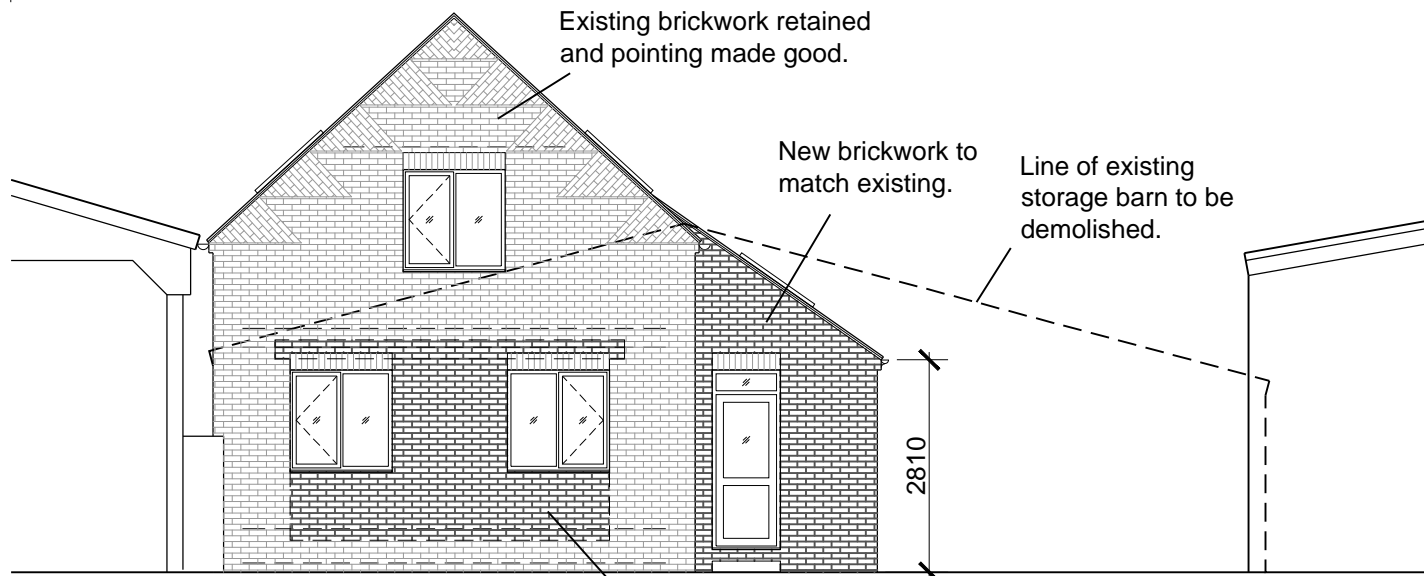 Existing brickwork retained
and pointing made good.
New brickwork to
match existing.
Line of existing
storage barn to be
demolished.
2810